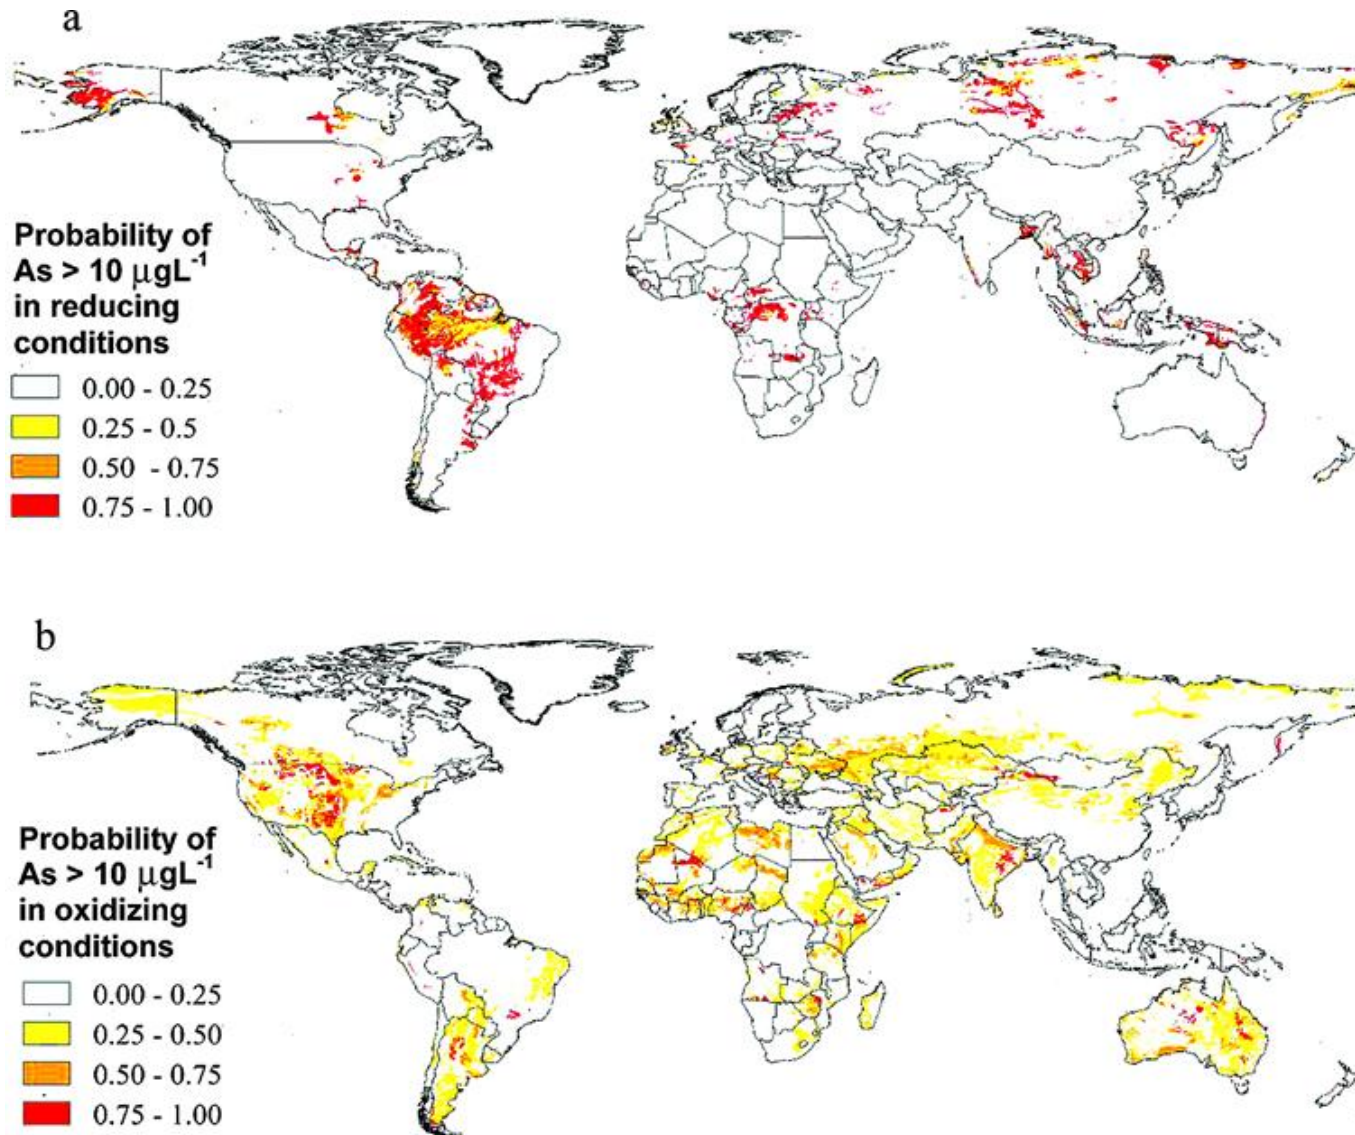 a
Probability of
As > 10 µgL⁻¹
in reducing
conditions
0.00 - 0.25
0.25 - 0.5
0.50 - 0.75
0.75 - 1.00
b
Probability of
As > 10 µgL⁻¹
in oxidizing
conditions
0.00 - 0.25
0.25 - 0.50
0.50 - 0.75
0.75 - 1.00